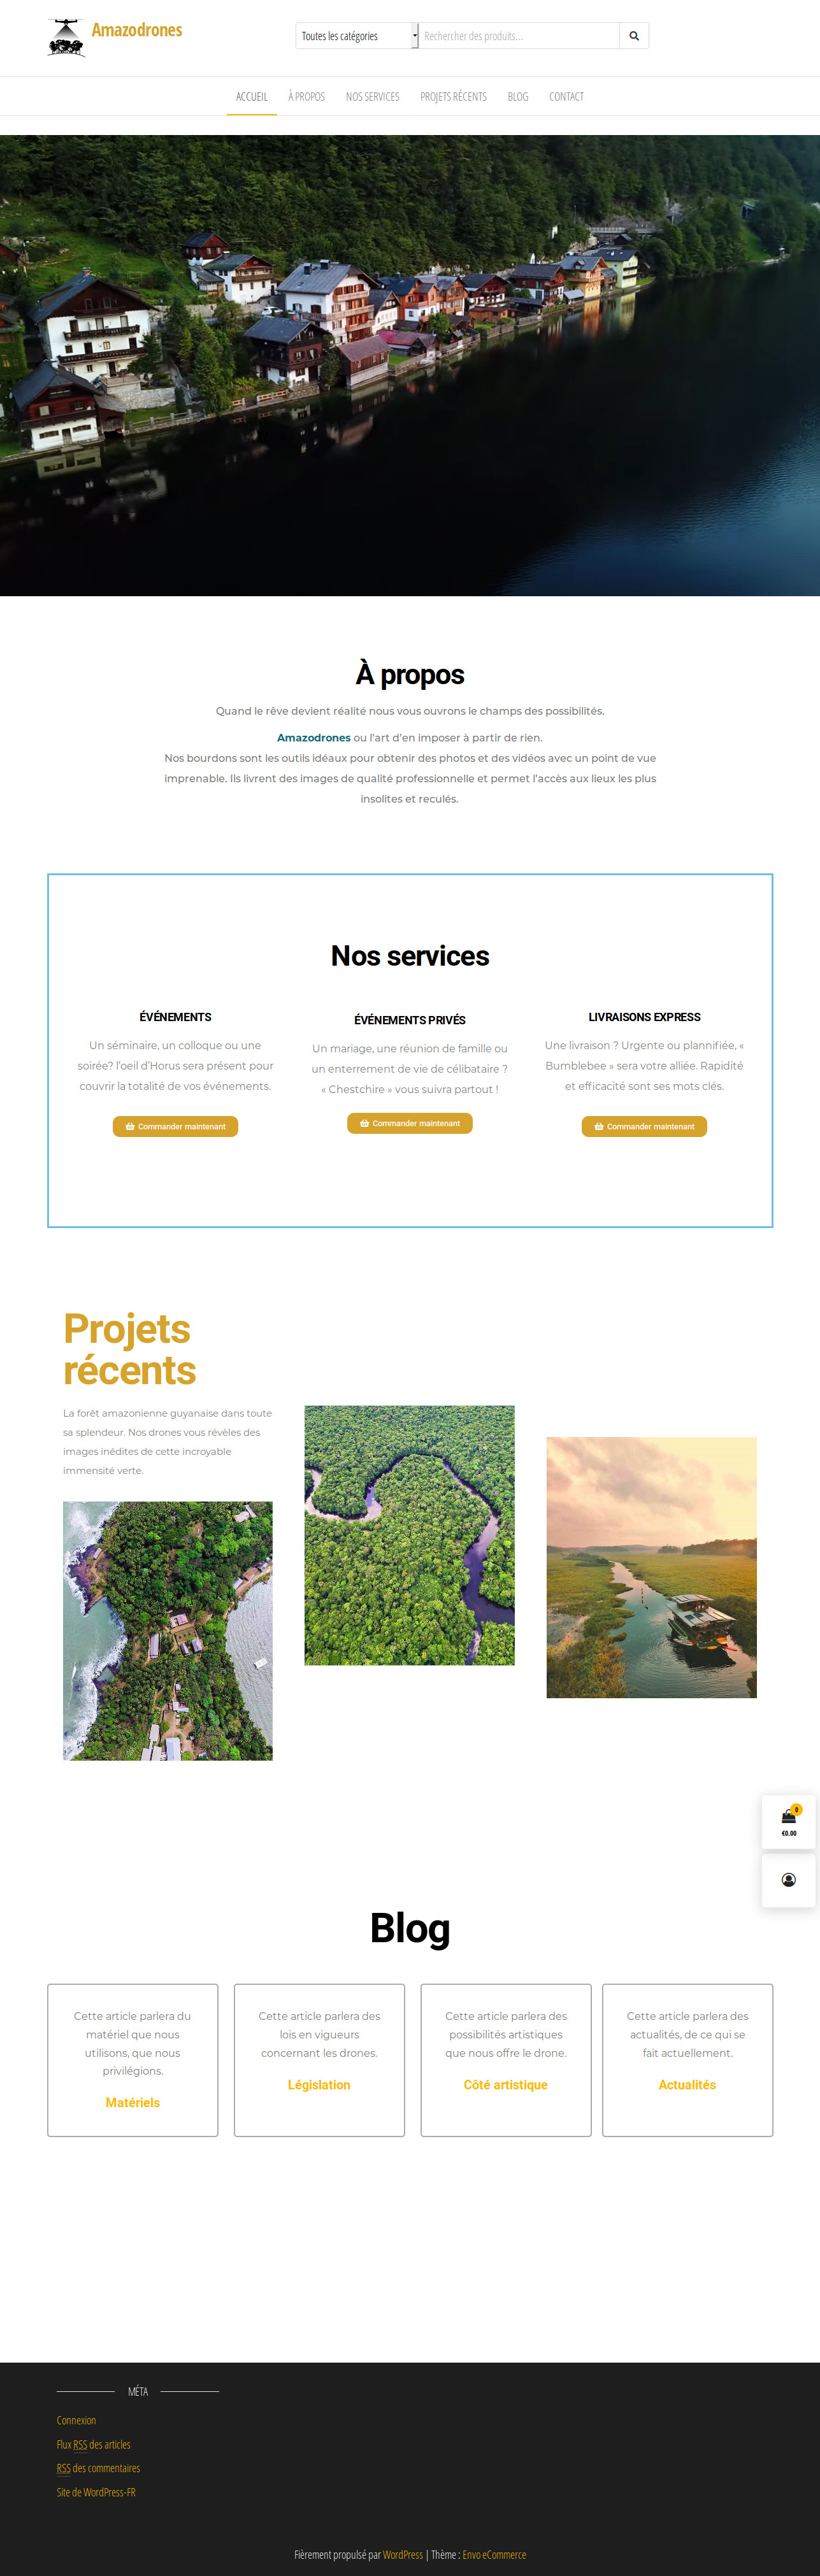 Amazodrones
Toutes les catégories
Rechercher des produits...
ACCUEIL
À PROPOS
NOS SERVICES
PROJETS RÉCENTS
BLOG
CONTACT
À propos
Quand le rêve devient réalité nous vous ouvrons le champs des possibilités.
Amazodrones ou l'art d'en imposer à partir de rien.
Nos bourdons sont les outils idéaux pour obtenir des photos et des vidéos avec un point de vue
imprenable. Ils livrent des images de qualité professionnelle et permet l'accès aux lieux les plus
insolites et reculés.
Nos services
ÉVÉNEMENTS
Un séminaire, un colloque ou une
soirée? l'oeil d'Horus sera présent pour
couvrir la totalité de vos événements.
Commander maintenant
ÉVÉNEMENTS PRIVÉS
Un mariage, une réunion de famille ou
un enterrement de vie de célibataire ?
« Chestchire » vous suivra partout !
Commander maintenant
LIVRAISONS EXPRESS
Une livraison ? Urgente ou plannifiée, «
Bumblebee » sera votre alliée. Rapidité
et efficacité sont ses mots clés.
Commander maintenant
Projets
récents
La forêt amazonienne guyanaise dans toute
sa splendeur. Nos drones vous révèles des
images inédites de cette incroyable
immensité verte.
0
€0.00
Blog
Cette article parlera du
matériel que nous
utilisons, que nous
privilégions.
Matériels
Cette article parlera des
lois en vigueurs
concernant les drones.
Législation
Cette article parlera des
possibilités artistiques
que nous offre le drone.
Côté artistique
Cette article parlera des
actualités, de ce qui se
fait actuellement.
Actualités
MÉTA
Connexion
Flux RSS des articles
RSS des commentaires
Site de WordPress-FR
Fièrement propulsé par WordPress | Thème : Envo eCommerce